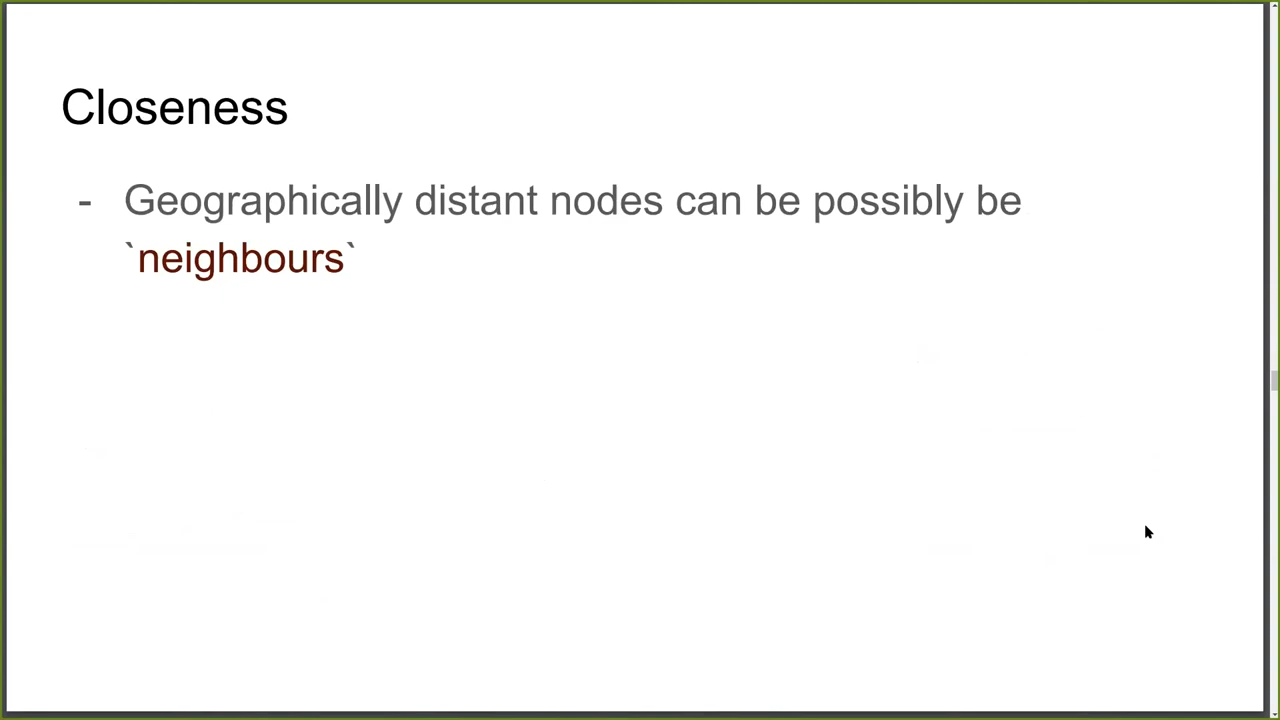 Closeness
- Geographically distant nodes can be possibly be
`neighbours`